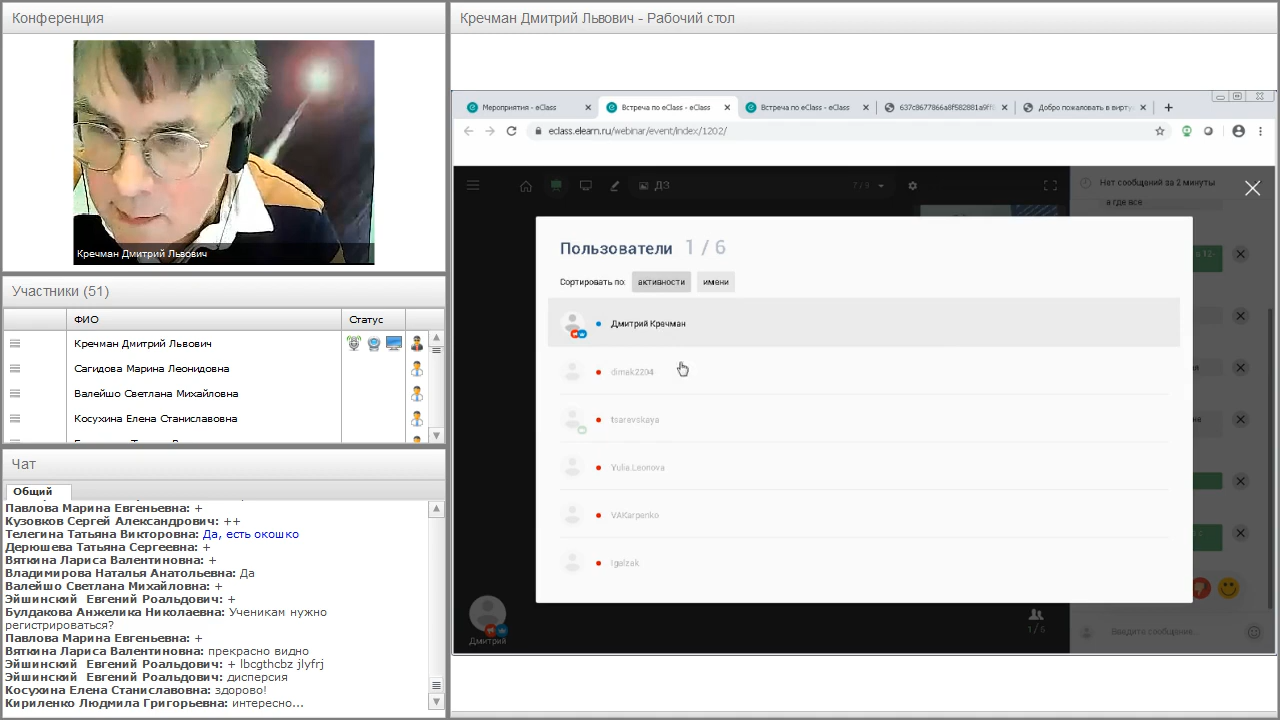 Конференция
Кречман Дмитрий Львович
Участники (51)
ФИО
Статус
Кречман Дмитрий Львович
Сагидова Марина Леонидовна
Валейшо Светлана Михайловна
Косухина Елена Станиславовна
Чат
Общий
Павлова Марина Евгеньевна: +
Кузовков Сергей Александрович: ++
Телегина Татьяна Викторовна: Да, есть окошко
Дерюшева Татьяна Сергеевна: +
Вяткина Лариса Валентиновна: +
Владимирова Наталья Анатольевна: Да
Валейшо Светлана Михайловна: +
Эйшинский Евгений Роальдович: +
Булдакова Анжелика Николаевна: Ученикам нужно
регистрироваться?
Павлова Марина Евгеньевна: +
Вяткина Лариса Валентиновна: прекрасно видно
Эйшинский Евгений Роальдович: + lbcgthcbz jlyfrj
Эйшинский Евгений Роальдович: дисперсия
Косухина Елена Станиславовна: здорово!
Кириленко Людмила Григорьевна: интересно...
Кречман Дмитрий Львович - Рабочий стол
Мероприятия - eClass
Встреча по eClass - eClass
Встреча по eClass - eClass
Добро пожаловать в вирту
eclass.elearn.ru/webinar/event/index/1202/
ДЗ
7 / 9
Нет сообщений за 2 минуты
а где все
Пользователи 1 / 6
Сортировать по:
активности
имени
Дмитрий Кречман
dimak2204
tsarevskaya
Yulia.Leonova
VAKarpenko
Дмитрий
1 / 6
Введите сообщение...